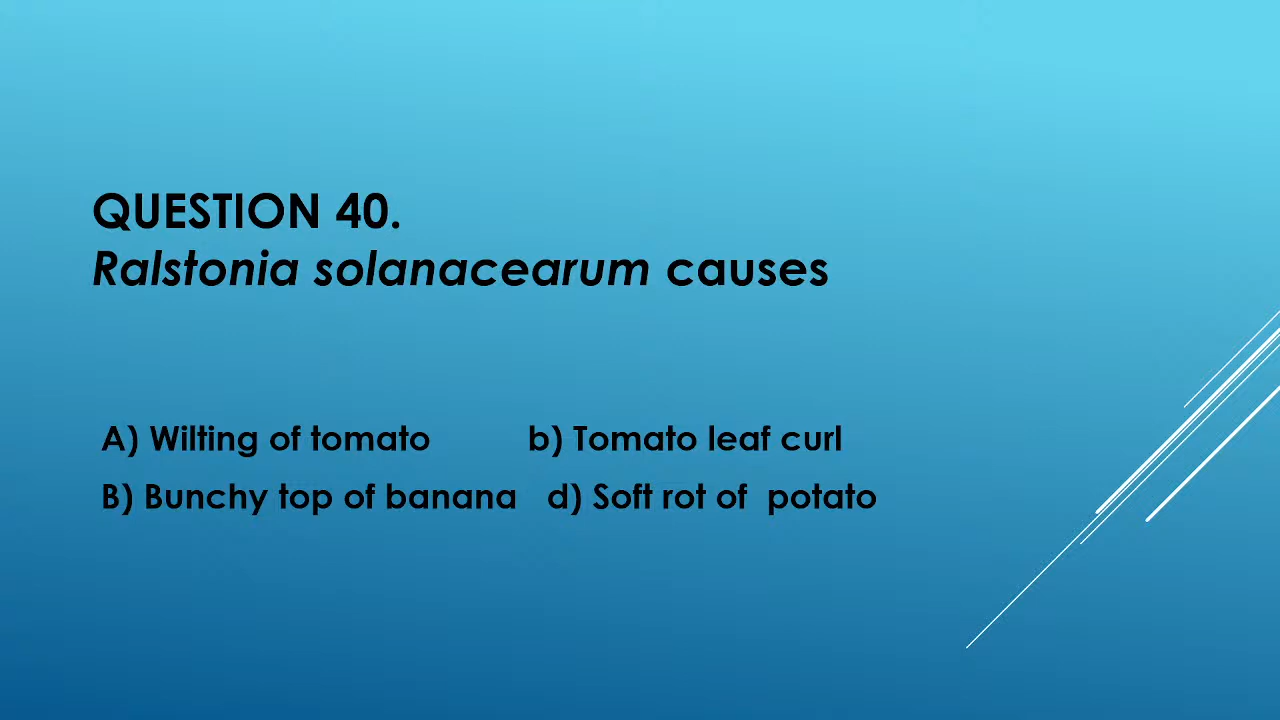 QUESTION 40.
Ralstonia solanacearum causes
A) Wilting of tomato b) Tomato leaf curl
B) Bunchy top of banana d) Soft rot of potato